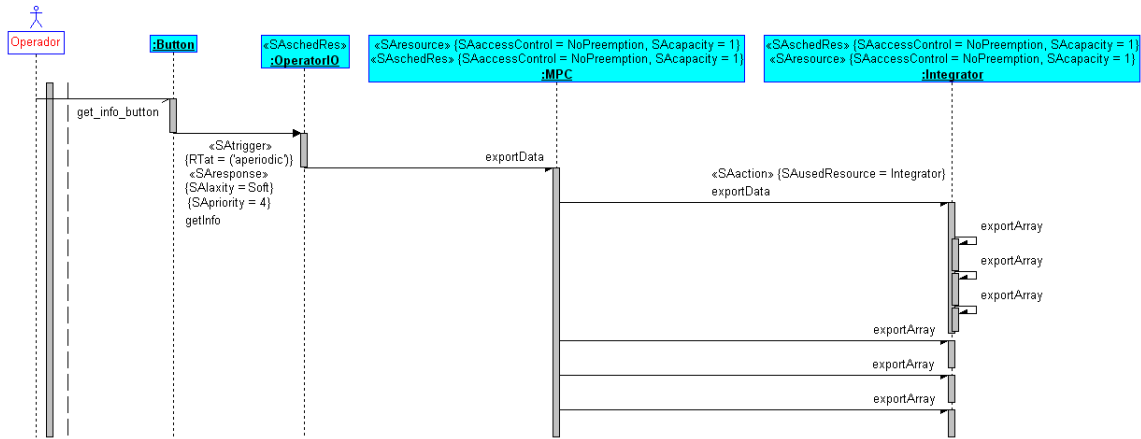 Operador
:Button
«SAschedRes»
:OperatorIO
«SAresource» {SAaccessControl = NoPreemption, SAcapacity = 1}
«SAschedRes» {SAaccessControl = NoPreemption, SAcapacity = 1}
:MPC
«SAschedRes» {SAaccessControl = NoPreemption, SAcapacity = 1}
«SAresource» {SAaccessControl = NoPreemption, SAcapacity = 1}
:Integrator
get_info_button
«SAtrigger»
{RTat = ('aperiodic')}
«SAresponse»
{SAlaxity = Soft}
{SApriority = 4}
getInfo
exportData
«SAaction» {SAusedResource = Integrator}
exportData
exportArray
exportArray
exportArray
exportArray
exportArray
exportArray